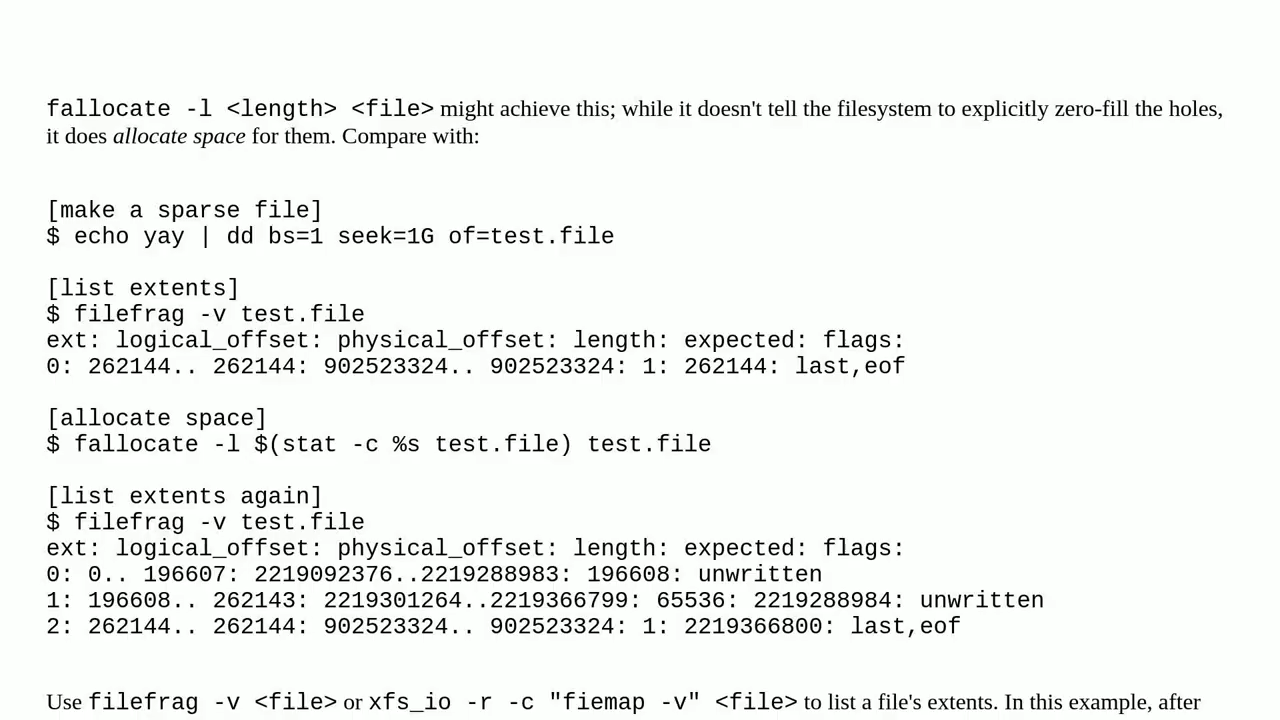 fallocate -l <length> <file> might achieve this; while it doesn't tell the filesystem to explicitly zero-fill the holes,
it does allocate space for them. Compare with:
[make a sparse file]
$ echo yay | dd bs=1 seek=1G of=test.file
[list extents]
$ filefrag -v test.file
ext: logical_offset: physical_offset: length: expected: flags:
0: 262144.. 262144: 902523324.. 902523324: 1: 262144: last,eof
[allocate space]
$ fallocate -l $(stat -c %s test.file) test.file
[list extents again]
$ filefrag -v test.file
ext: logical_offset: physical_offset: length: expected: flags:
0: 0.. 196607: 2219092376..2219288983: 196608: unwritten
1: 196608.. 262143: 2219301264..2219366799: 65536: 2219288984: unwritten
2: 262144.. 262144: 902523324.. 902523324: 1: 2219366800: last,eof
Use filefrag -v <file> or xfs_io -r -c "fiemap -v" <file> to list a file's extents. In this example, after